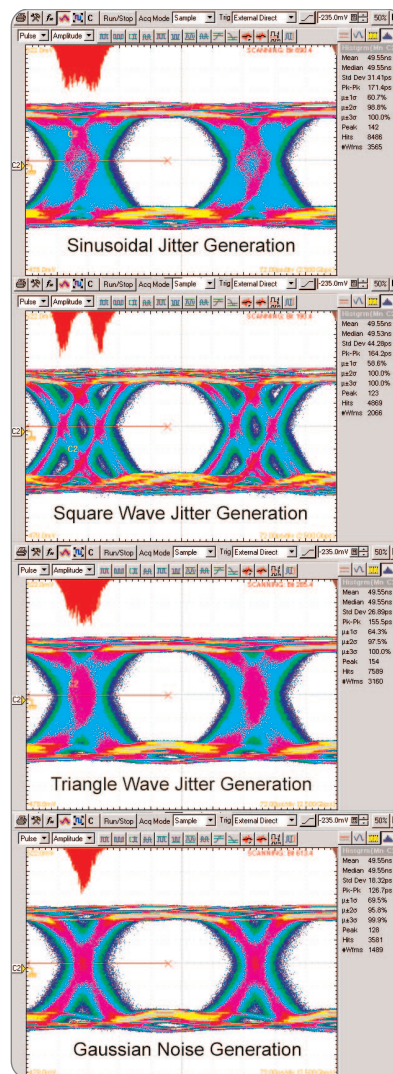 Run/Stop Acq Mode Sample Trig External Direct -235.0mV 50%
Pulse Amplitude
Mean 49.55ns
Median 49.55ns
Std Dev 31.41ps
Pk-Pk 171.4ps
µ±1σ 60.7%
µ±2σ 98.8%
µ±3σ 100.0%
Peak 142
Hits 8486
#Wfms 3565
C2
C2
Sinusoidal Jitter Generation
C Run/Stop Acq Mode Sample Trig External Direct -235.0mV 50%
Pulse Amplitude
Mean 49.55ns
Median 49.53ns
Std Dev 44.28ps
Pk-Pk 164.2ps
µ±1σ 58.6%
µ±2σ 100.0%
µ±3σ 100.0%
Peak 123
Hits 4869
#Wfms 2066
C2
C2
Square Wave Jitter Generation
C Run/Stop Acq Mode Sample Trig External Direct -235.0mV 50%
Pulse Amplitude
Mean 49.55ns
Median 49.55ns
Std Dev 26.89ps
Pk-Pk 155.5ps
µ±1σ 64.3%
µ±2σ 97.5%
µ±3σ 100.0%
Peak 154
Hits 7589
#Wfms 3160
C2
C2
Triangle Wave Jitter Generation
C Run/Stop Acq Mode Sample Trig External Direct -235.0mV 50%
Pulse Amplitude
Mean 49.55ns
Median 49.55ns
Std Dev 18.32ps
Pk-Pk 126.7ps
µ±1σ 69.5%
µ±2σ 95.8%
µ±3σ 99.9%
Peak 128
Hits 3581
#Wfms 1489
C2
Gaussian Noise Generation